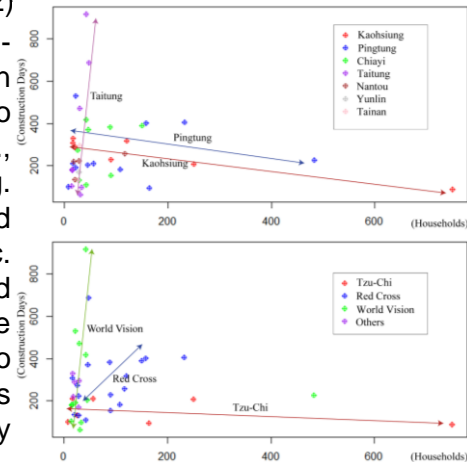 2)
-
n
o
.,
g.
d
c.
d
e
o
s
y
(Construction Days)
800
600
400
200
0
200
400
600
(Households)
Taitung
Pingtung
Kaohsiung
Kaohsiung
Pingtung
Chiayi
Taitung
Nantou
Yunlin
Tainan
(Construction Days)
800
600
400
200
0
200
400
600
(Households)
World Vision
Red Cross
Tzu-Chi
Tzu-Chi
Red Cross
World Vision
Others